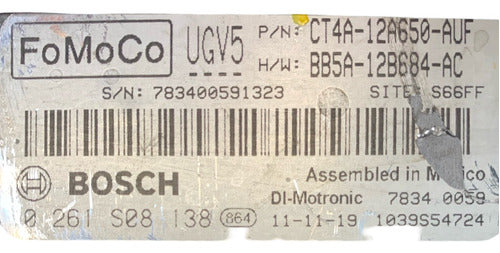 FoMoCo UGV5 P/N: CT4A-12A650-AUF
H/W: BB5A-12B684-AC
S/N: 783400591323 SITE: S66FF
BOSCH Assembled in Mexico
DI-Motronic 7834 0059
0 261 S08 138 864 11-11-19 1039S54724